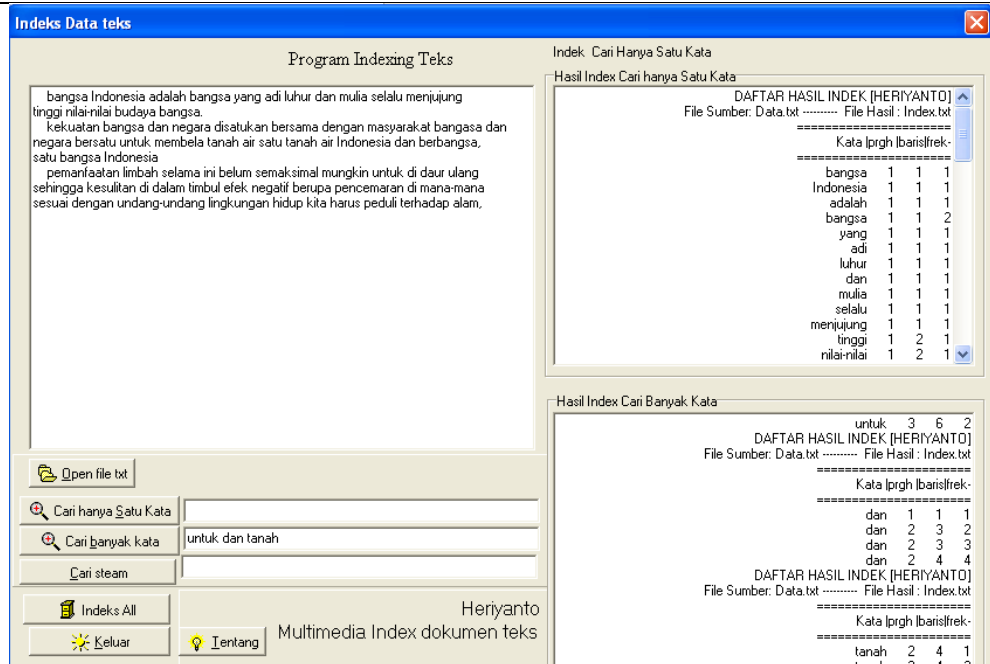 Indeks Data teks
Program Indexing Teks
bangsa Indonesia adalah bangsa yang adi luhur dan mulia selalu menjujung
tinggi nilai-nilai budaya bangsa.
kekuatan bangsa dan negara disatukan bersama dengan masyarakat bangasa dan
negara bersatu untuk membela tanah air satu tanah air Indonesia dan berbangsa,
satu bangsa Indonesia
pemanfaatan limbah selama ini belum semaksimal mungkin untuk di daur ulang
sehingga kesulitan di dalam timbul efek negatif berupa pencemaran di mana-mana
sesuai dengan undang-undang lingkungan hidup kita harus peduli terhadap alam,
Open file txt
Cari hanya Satu Kata
Cari banyak kata
untuk dan tanah
Cari steam
Indeks All
Keluar
Tentang
Heriyanto
Multimedia Index dokumen teks
Indek Cari Hanya Satu Kata
Hasil Index Cari hanya Satu Kata
DAFTAR HASIL INDEK [HERIYANTO]
File Sumber: Data.txt ---------- File Hasil : Index.txt
======================
Kata |prgh |baris|frek-
======================
bangsa 1 1 1
Indonesia 1 1 1
adalah 1 1 1
bangsa 1 1 2
yang 1 1 1
adi 1 1 1
luhur 1 1 1
dan 1 1 1
mulia 1 1 1
selalu 1 1 1
menjujung 1 1 1
tinggi 1 2 1
nilai-nilai 1 2 1
Hasil Index Cari Banyak Kata
untuk 3 6 2
DAFTAR HASIL INDEK [HERIYANTO]
File Sumber: Data.txt ---------- File Hasil : Index.txt
======================
Kata |prgh |baris|frek-
======================
dan 1 1 1
dan 2 3 2
dan 2 3 3
dan 2 4 4
DAFTAR HASIL INDEK [HERIYANTO]
File Sumber: Data.txt ---------- File Hasil : Index.txt
======================
Kata |prgh |baris|frek-
======================
tanah 2 4 1